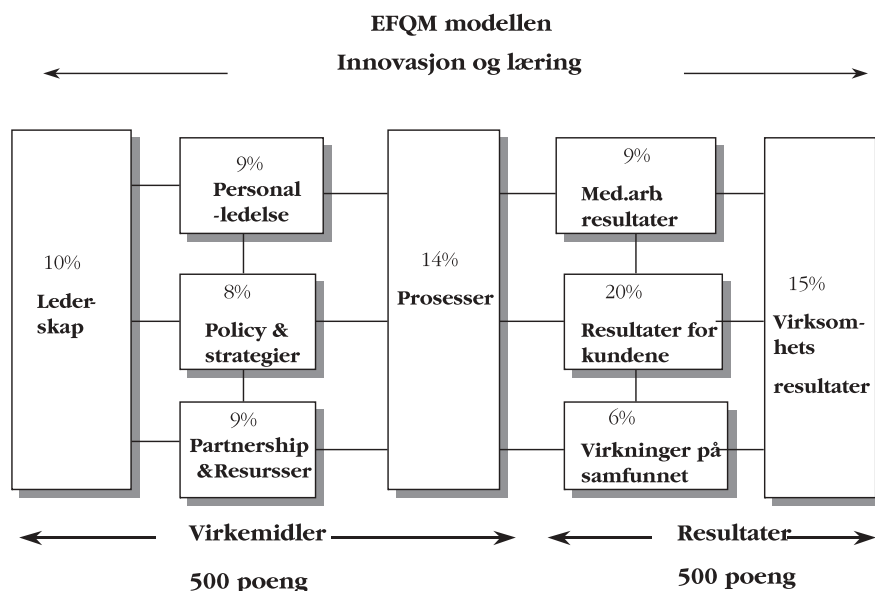 EFQM modellen
Innovasjon og læring
10%
Leder-
skap
9%
Personal
-ledelse
8%
Policy &
strategier
9%
Partnership
&Resursser
14%
Prosesser
9%
Med.arb.
resultater
20%
Resultater for
kundene
6%
Virkninger på
samfunnet
15%
Virksom-
hets
resultater
Virkemidler
500 poeng
Resultater
500 poeng